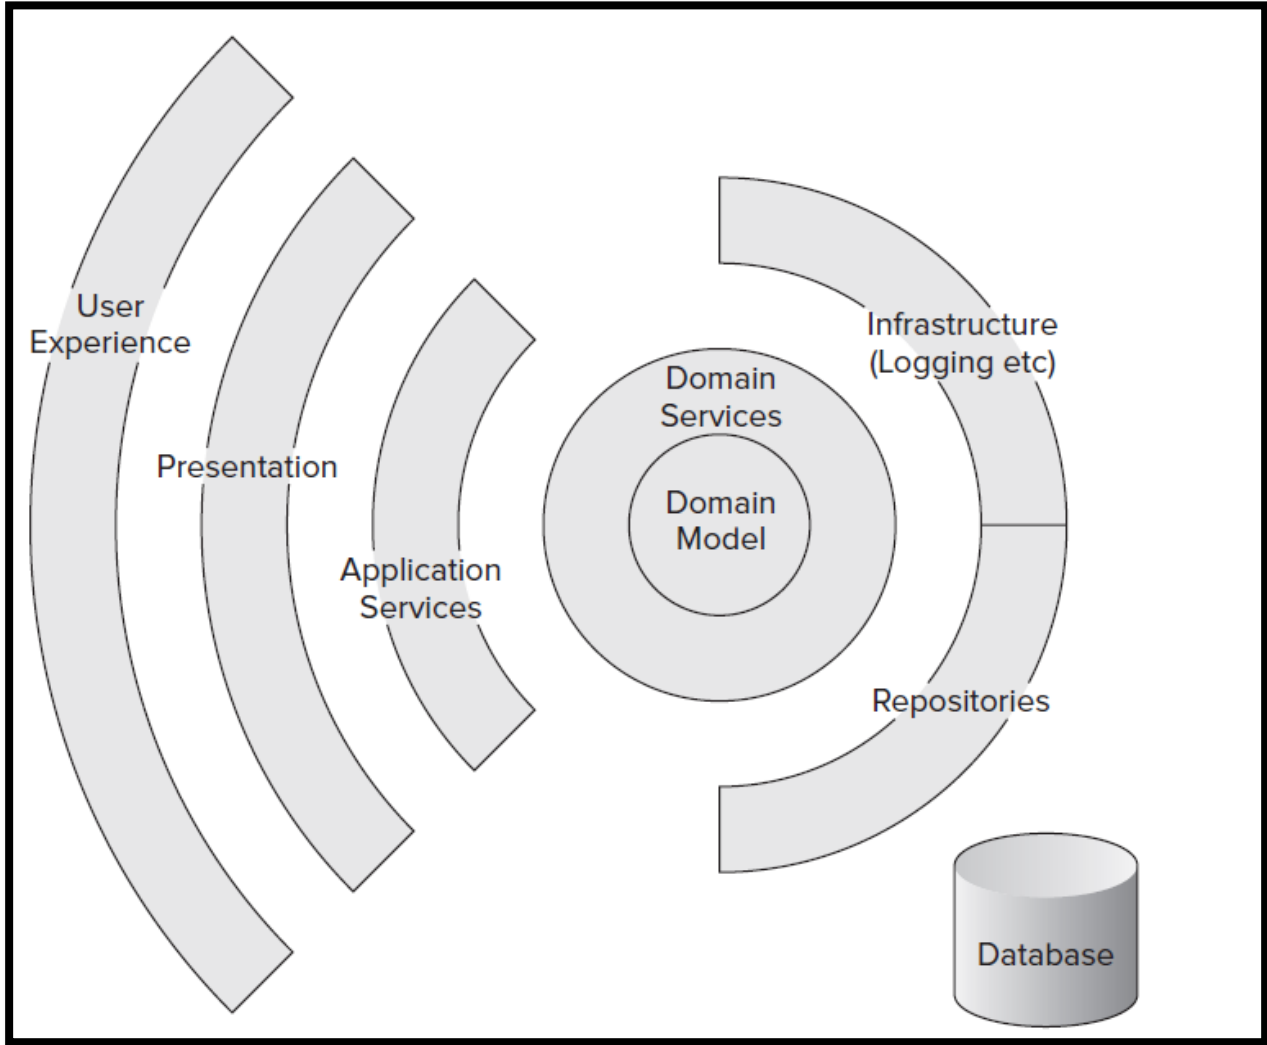 User
Experience
Presentation
Application
Services
Domain
Services
Domain
Model
Infrastructure
(Logging etc)
Repositories
Database